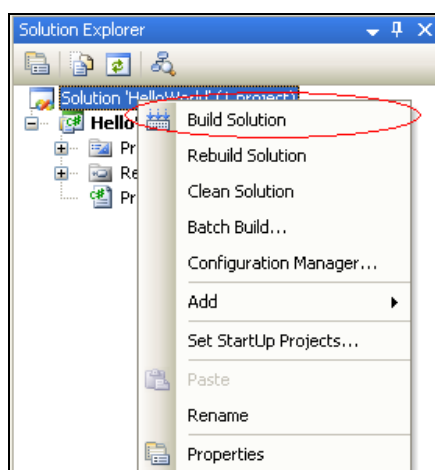 Solution Explorer
Solution 'HelloWorld' (1 project)
Hello
Build Solution
Pr
Rebuild Solution
Re
Clean Solution
Pr
Batch Build...
Configuration Manager...
Add
Set StartUp Projects...
Paste
Rename
Properties